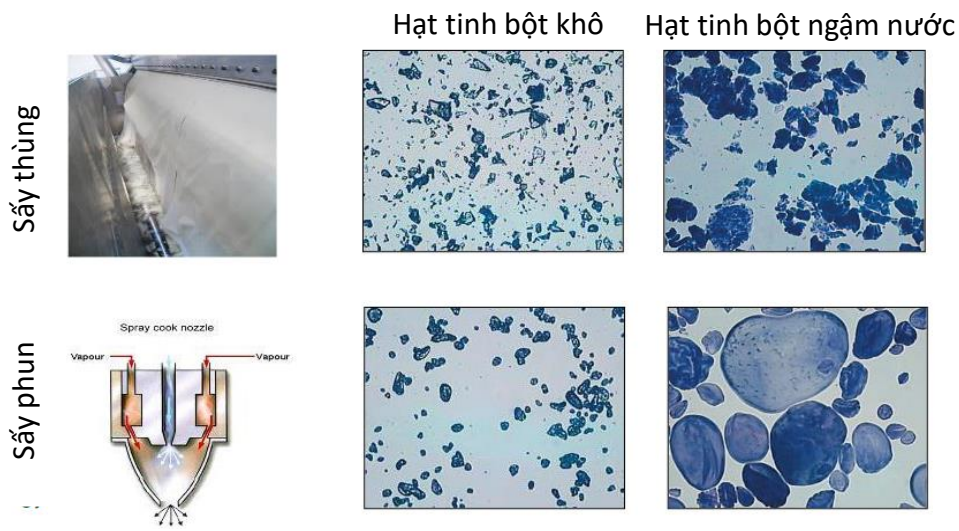 Hạt tinh bột khô
Hạt tinh bột ngậm nước
Sấy thùng
Sấy phun
Spray cook nozzle
Vapour
Vapour